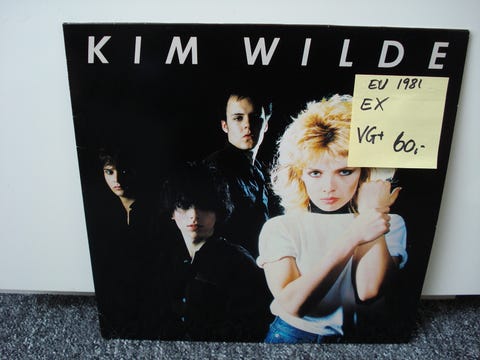 KIM WILDE
EU 1981
EX
VG+ 60,-